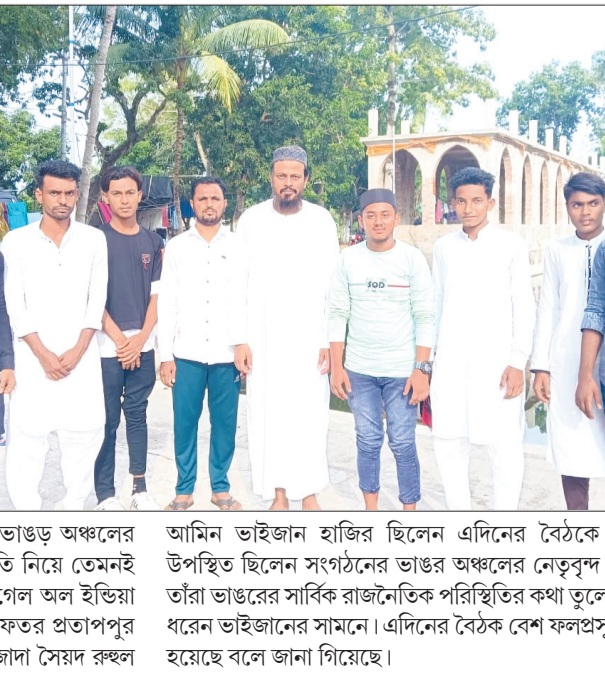 SOD
ভাঙড় অঞ্চলের
তি নিয়ে তেমনই
গেল অল ইন্ডিয়া
ফতর প্রতাপপুর
জাদা সৈয়দ রুহুল
আমিন ভাইজান হাজির ছিলেন এদিনের বৈঠকে
উপস্থিত ছিলেন সংগঠনের ভাঙর অঞ্চলের নেতৃবৃন্দ
তাঁরা ভাঙরের সার্বিক রাজনৈতিক পরিস্থিতির কথা তুলে
ধরেন ভাইজানের সামনে। এদিনের বৈঠক বেশ ফলপ্রসূ
হয়েছে বলে জানা গিয়েছে।